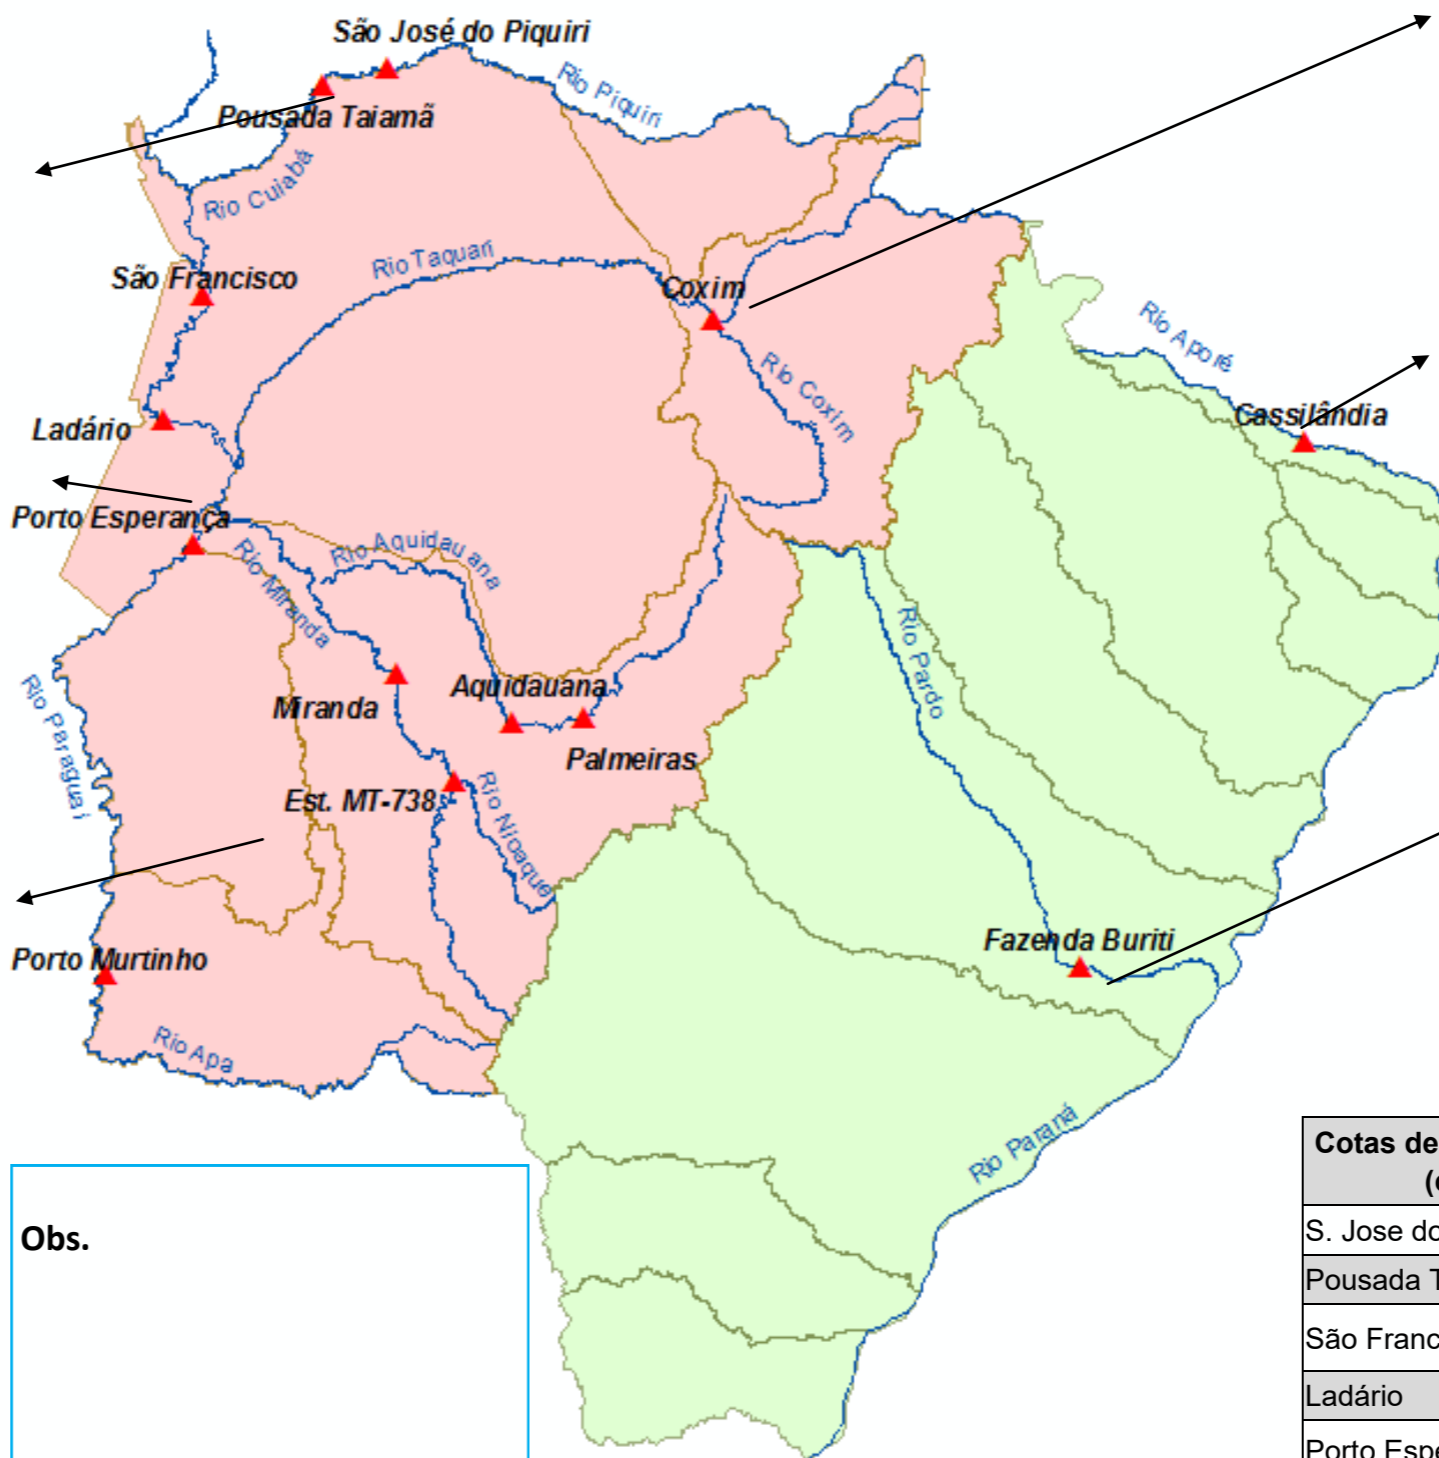 São José do Piquiri
Rio Piquiri
Pousada Taiamã
Rio Cuiabá
Rio Taquari
São Francisco
Coxim
Rio Aporé
Rio Coxim
Cassilândia
Ladário
Porto Esperança
Rio Aquidauana
Rio Miranda
Rio Pardo
Aquidauana
Miranda
Rio Paraguai
Palmeiras
Est. MT-738
Rio Nioaque
Fazenda Buriti
Porto Murtinho
Rio Apa
Rio Paraná
Obs.
Cotas de
(
S. Jose do
Pousada T
São Franc
Ladário
Porto Espe